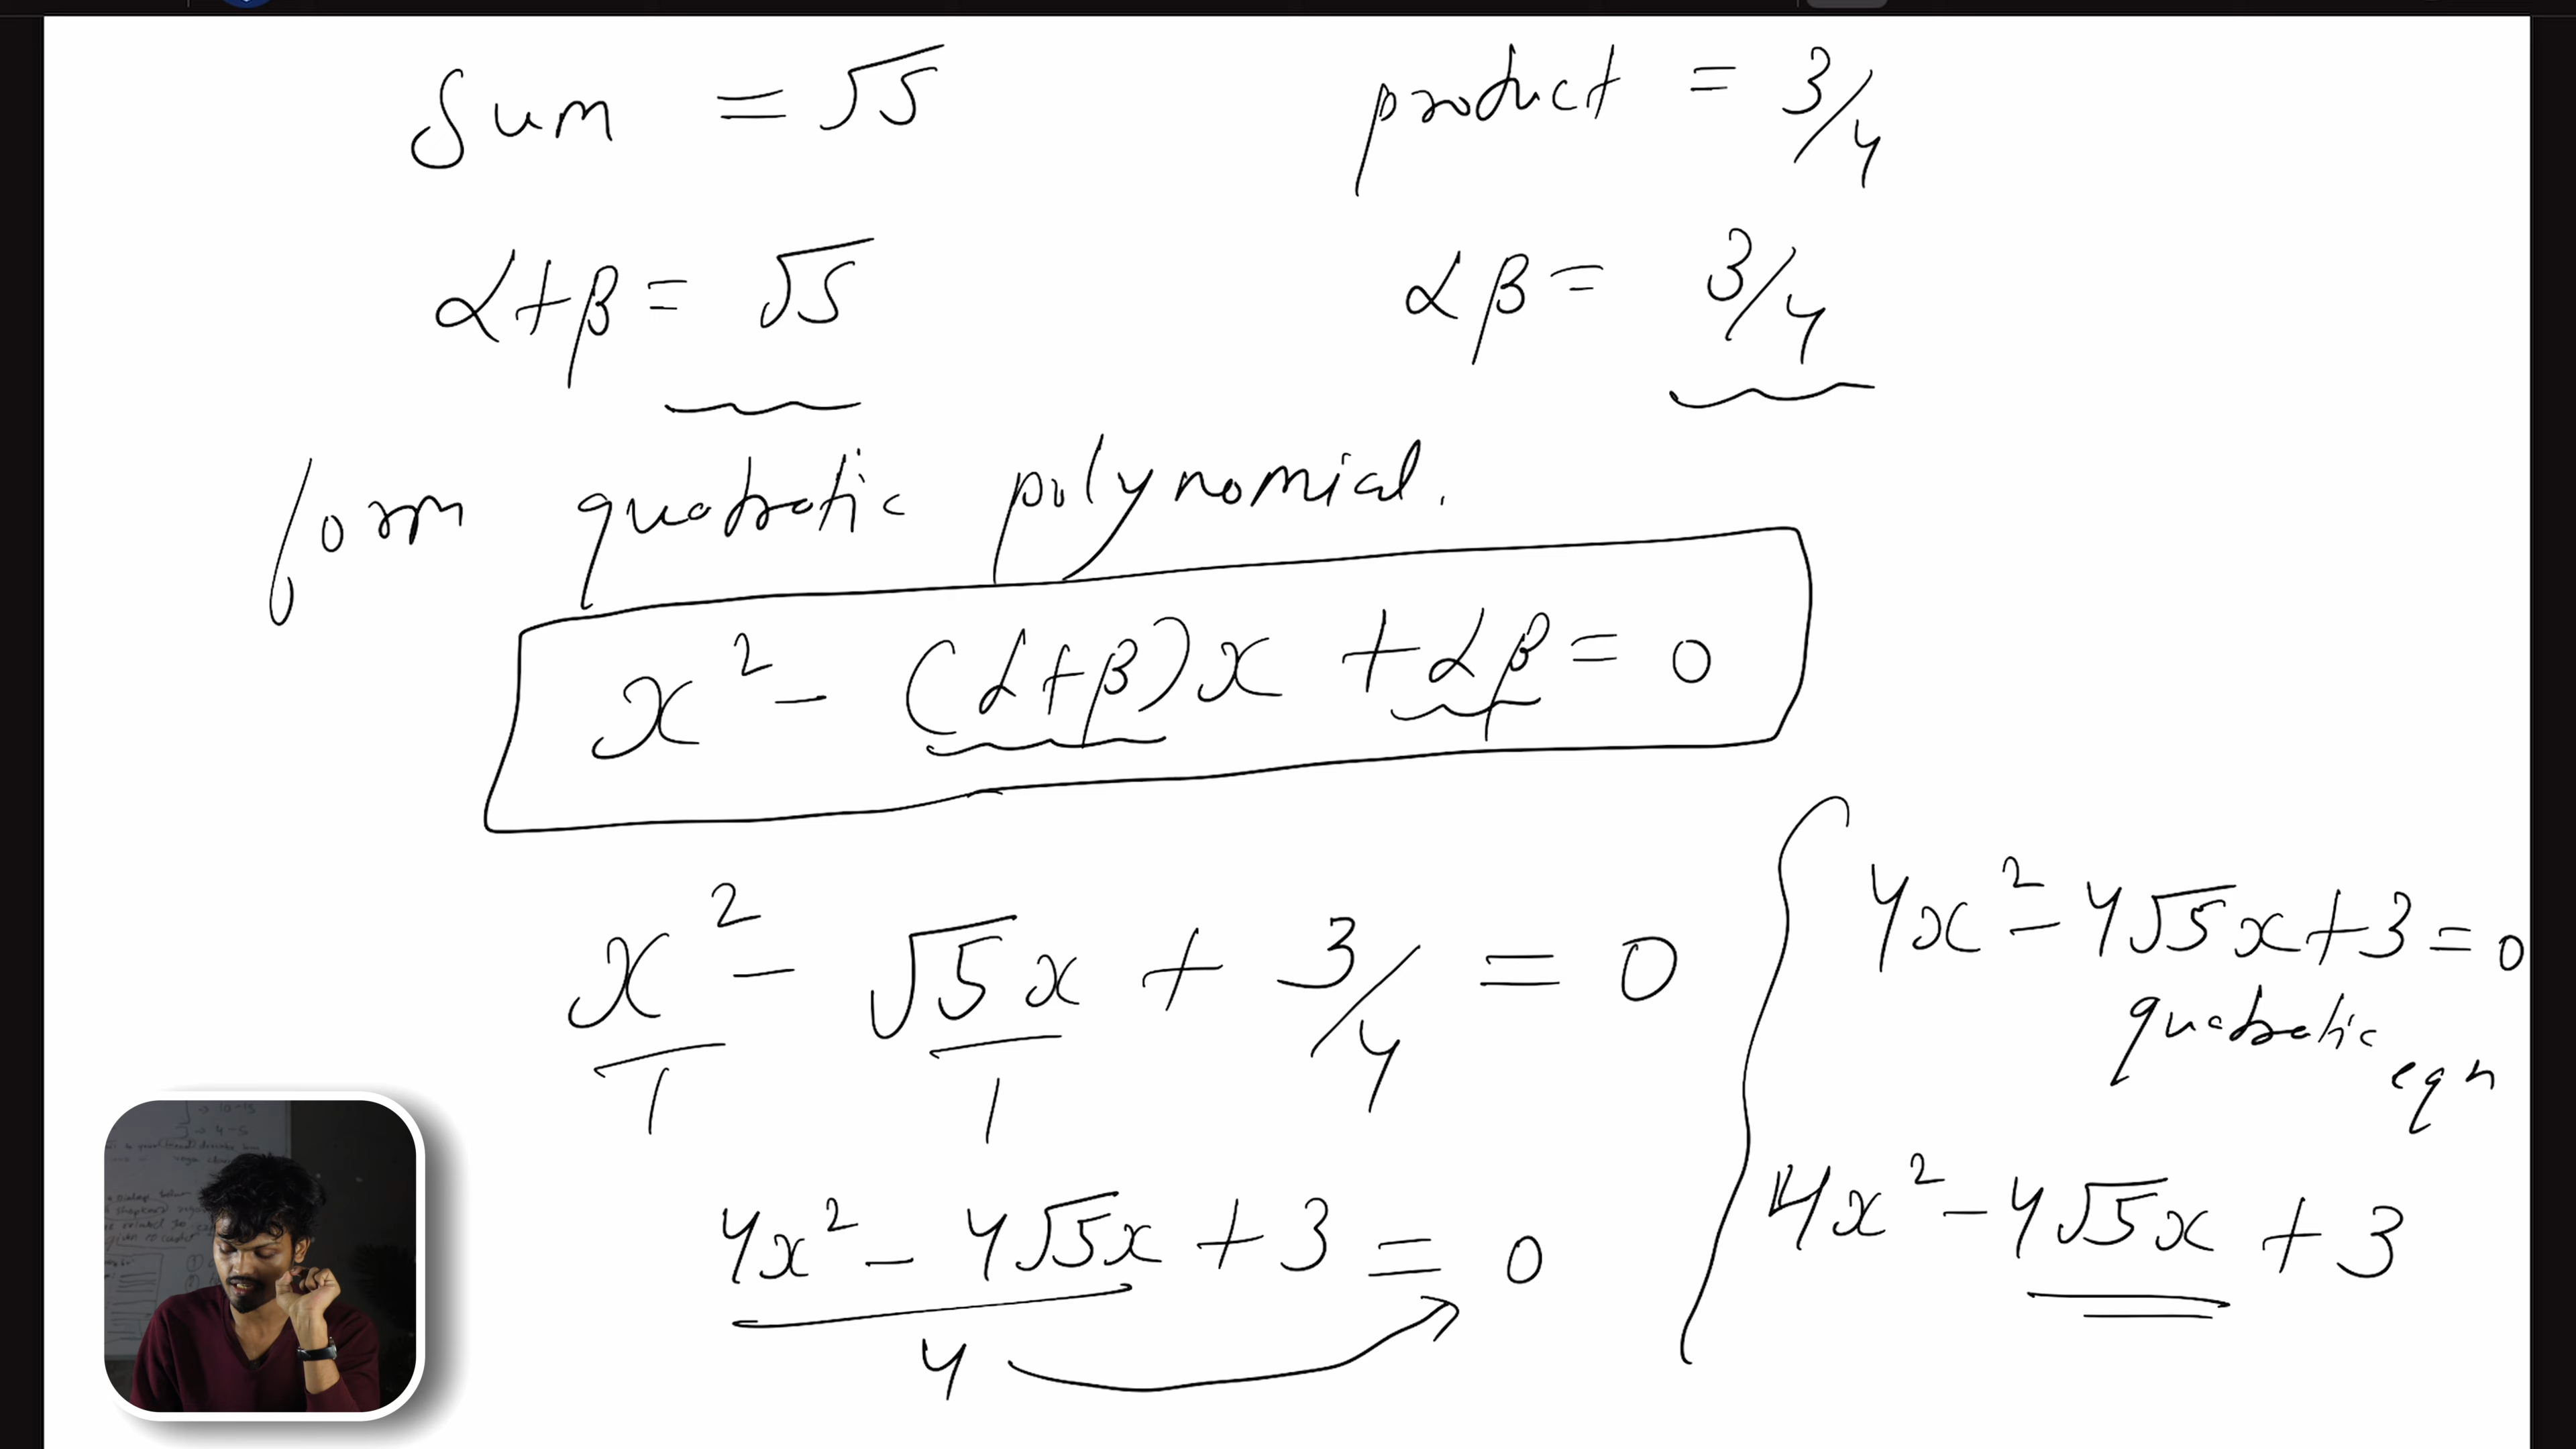 Sum = √5 product = 3/4
α+β = √5 αβ = 3/4
form quadratic polynomial.
x² - (α+β)x + αβ = 0
x²/1 - √5x/1 + 3/4 = 0
4x² - 4√5x + 3 = 0
4
4x² - 4√5x + 3 = 0
quadratic
eqn
4x² - 4√5x + 3